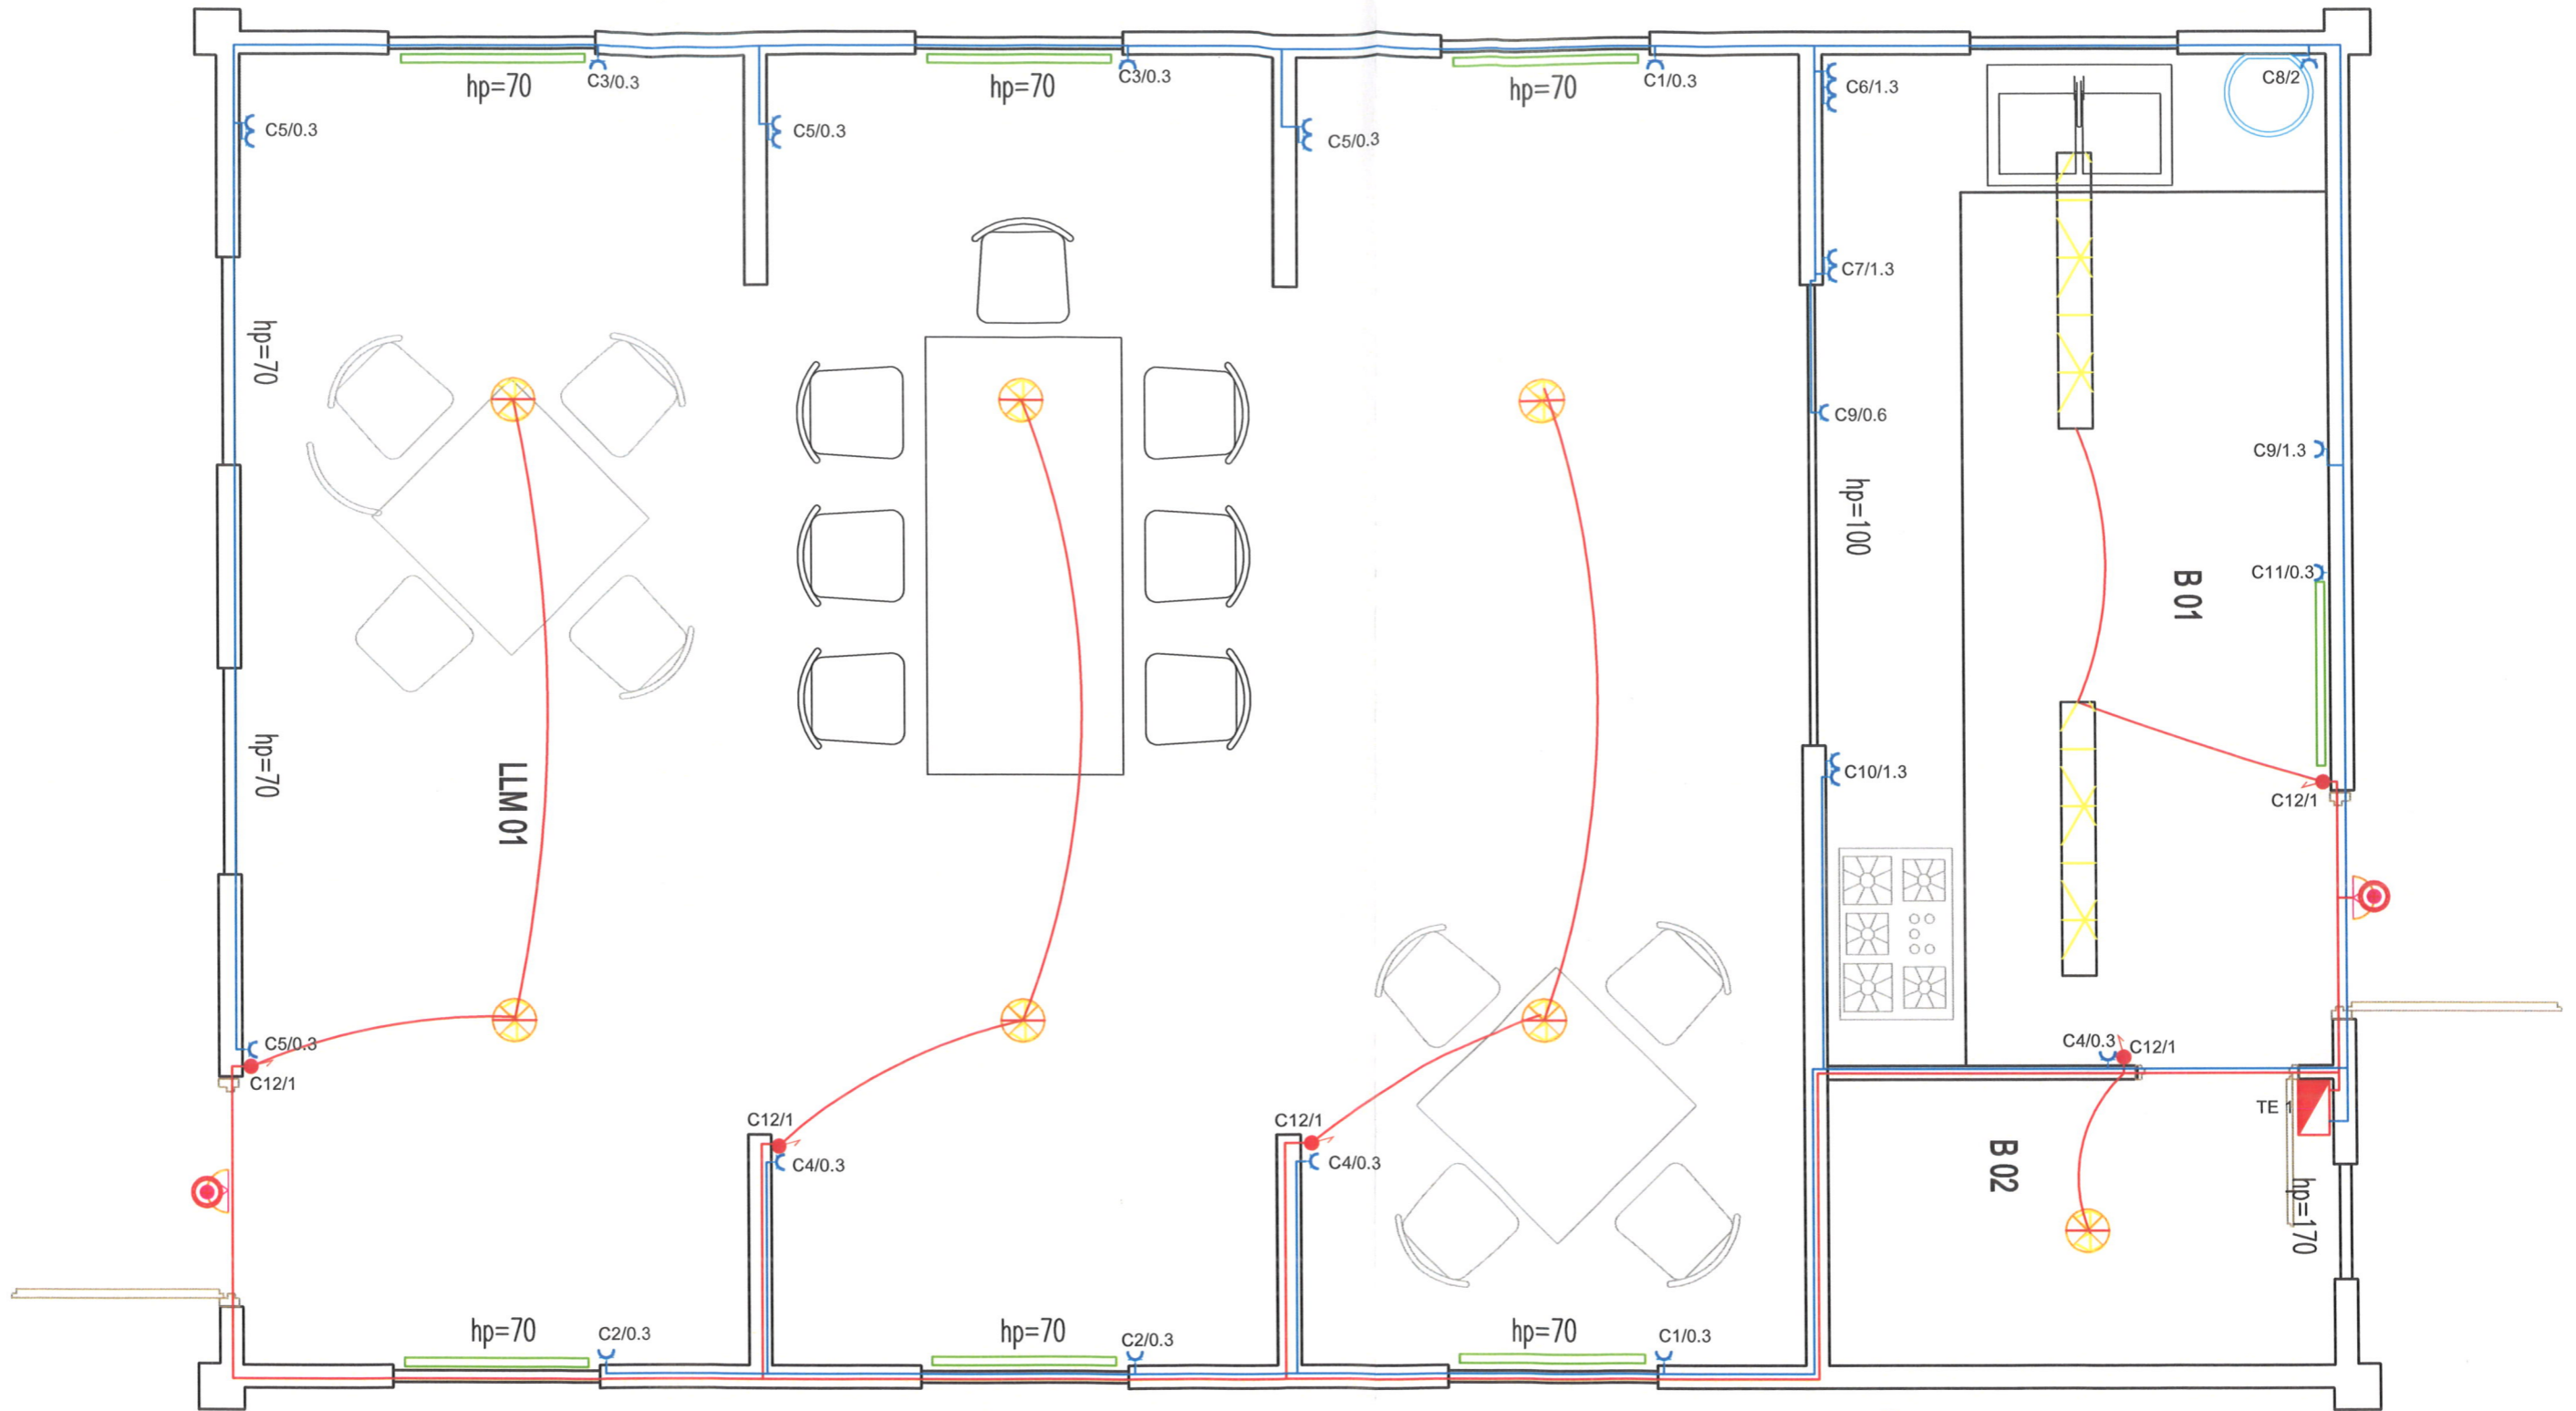 hp=70
C3/0.3
hp=70
C3/0.3
hp=70
C1/0.3
C6/1.3
C8/2
C5/0.3
C5/0.3
C5/0.3
C7/1.3
hp=70
C9/0.6
C9/1.3
hp=100
C11/0.3
B 01
hp=70
LLM 01
C10/1.3
C12/1
C5/0.3
C12/1
C4/0.3
C12/1
TE 1
C12/1
C4/0.3
C12/1
C4/0.3
B 02
hp=170
hp=70
C2/0.3
hp=70
C2/0.3
hp=70
C1/0.3